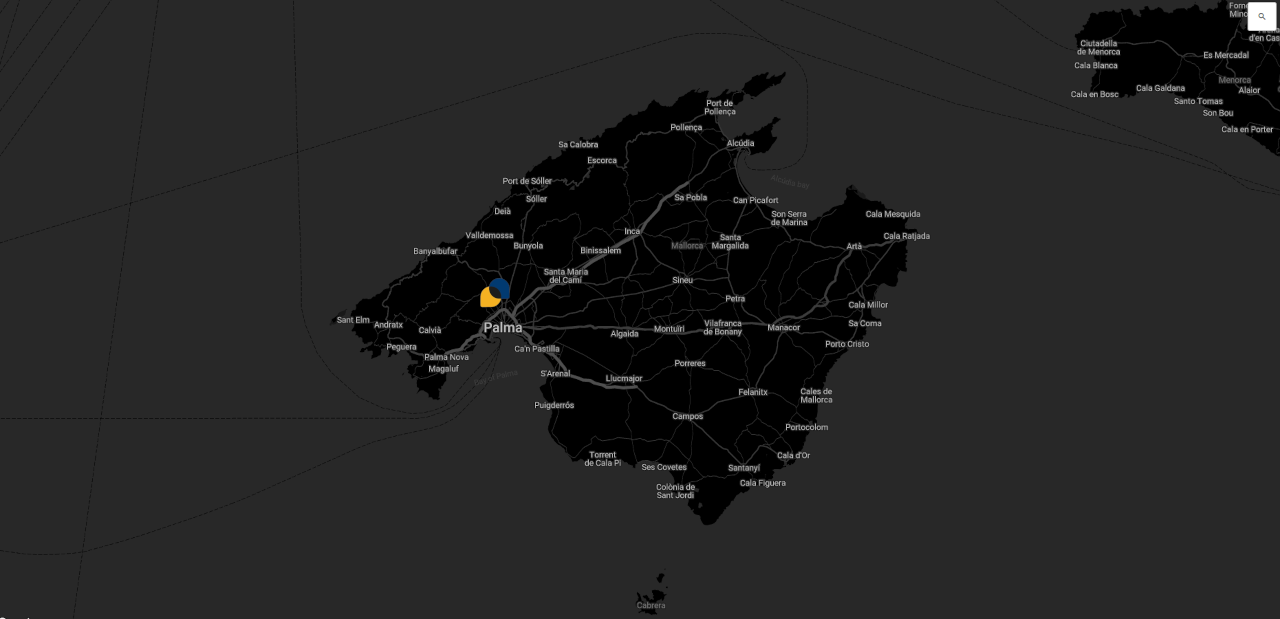 Ciutadella
de Menorca
Cala Blanca
Es Mercadal
Menorca
Cala en Bosc
Cala Galdana
Alaior
Santo Tomas
Son Bou
Cala en Porter
Port de
Pollença
Pollença
Alcúdia
Sa Calobra
Escorca
Port de Sóller
Sóller
Sa Pobla
Can Picafort
Deià
Son Serra
de Marina
Cala Mesquida
Valldemossa
Inca
Santa
Margalida
Cala Ratjada
Bunyola
Mallorca
Artà
Banyalbufar
Binissalem
Santa Maria
del Camí
Sineu
Petra
Cala Millor
Sant Elm
Andratx
Calvià
Palma
Algaida
Montuïri
Vilafranca
de Bonany
Manacor
Sa Coma
Peguera
Ca'n Pastilla
Porto Cristo
Palma Nova
Magaluf
Porreres
S'Arenal
Llucmajor
Felanitx
Cales de
Mallorca
Puigderrós
Campos
Portocolom
Torrent
de Cala Pi
Ses Covetes
Santanyí
Cala d'Or
Colònia de
Sant Jordi
Cala Figuera
Cabrera